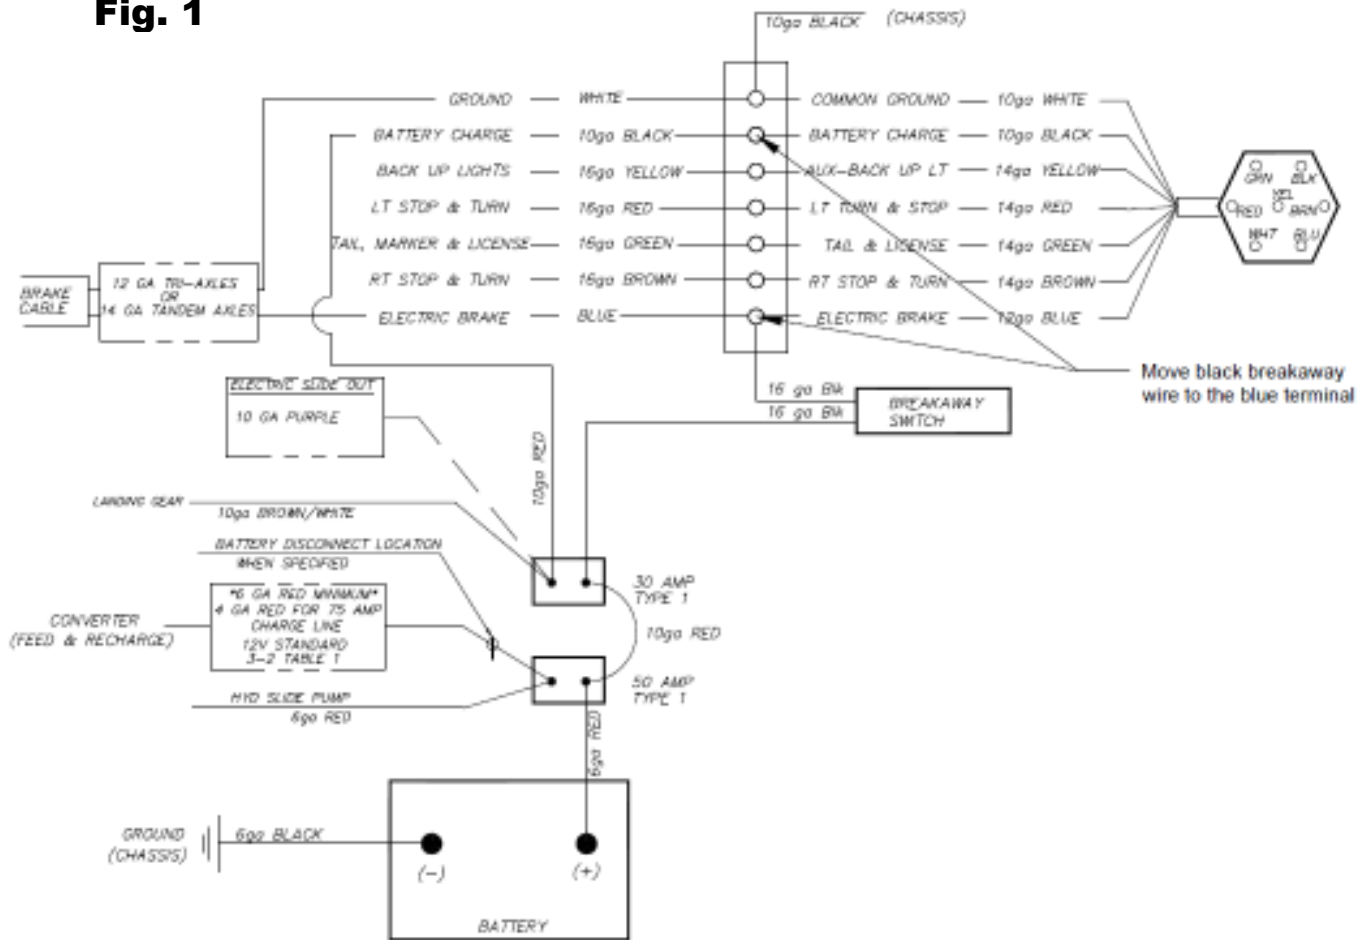 Fig. 1
10ga BLACK (CHASSIS)
GROUND — WHITE COMMON GROUND — 10ga WHITE
BATTERY CHARGE — 10ga BLACK BATTERY CHARGE — 10ga BLACK
BACK UP LIGHTS — 16ga YELLOW AUX-BACK UP LT — 14ga YELLOW
LT STOP & TURN — 16ga RED LT TURN & STOP — 14ga RED
TAIL, MARKER & LICENSE — 16ga GREEN TAIL & LICENSE — 14ga GREEN
RT STOP & TURN — 16ga BROWN RT STOP & TURN — 14ga BROWN
ELECTRIC BRAKE — BLUE ELECTRIC BRAKE — 12ga BLUE
GRN BLK
YEL
RED BRN
WHT BLU
BRAKE
CABLE
12 GA TRI-AXLES
OR
14 GA TANDEM AXLES
Move black breakaway
wire to the blue terminal
16 ga Blk
16 ga Blk
BREAKAWAY
SWITCH
ELECTRIC SLIDE OUT
10 GA PURPLE
10ga RED
LANDING GEAR
10ga BROWN/WHITE
BATTERY DISCONNECT LOCATION
WHEN SPECIFIED
30 AMP
TYPE 1
10ga RED
CONVERTER
(FEED & RECHARGE)
*6 GA RED MINIMUM*
4 GA RED FOR 75 AMP
CHARGE LINE
12V STANDARD
3-2 TABLE 1
50 AMP
TYPE 1
HYD SLIDE PUMP
6ga RED
6ga RED
GROUND
(CHASSIS)
6ga BLACK
(-) (+)
BATTERY